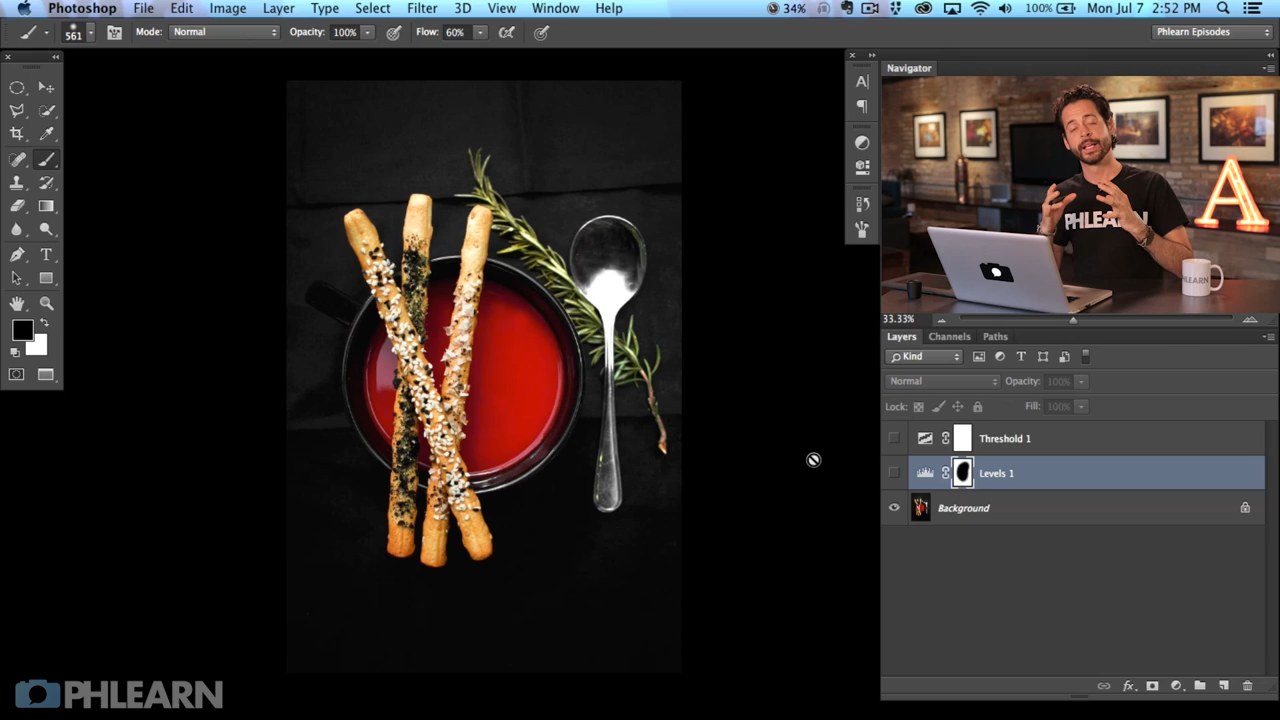 Photoshop File Edit Image Layer Type Select Filter 3D View Window Help 34% 100% Mon Jul 7 2:52 PM
561 Mode: Normal Opacity: 100% Flow: 60% Phlearn Episodes
Navigator
A
PHLEARN
PHLEARN
33.33%
Layers Channels Paths
Kind
Normal Opacity: 100%
Lock: Fill: 100%
Threshold 1
Levels 1
Background
fx
PHLEARN